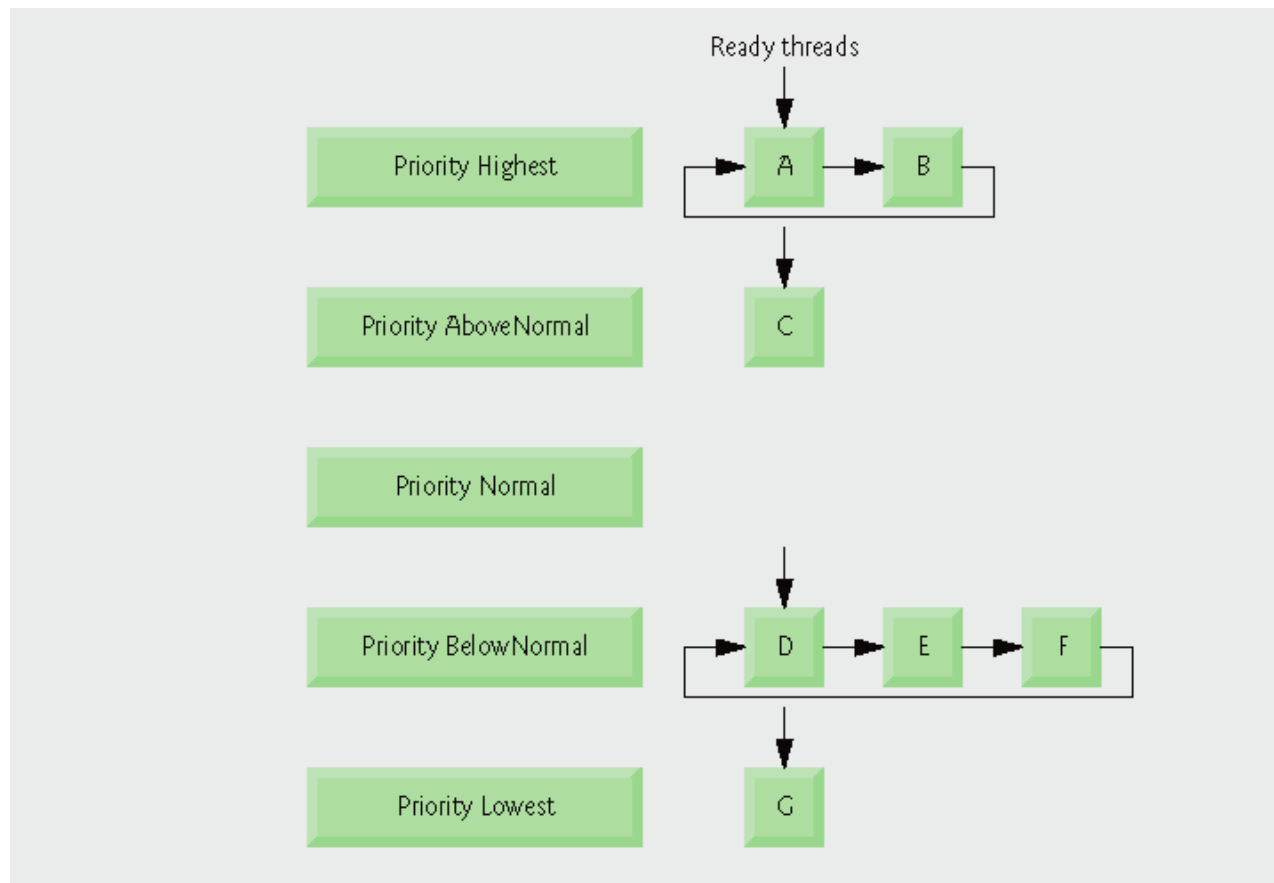 Ready threads
Priority Highest
A
B
Priority AboveNormal
C
Priority Normal
Priority BelowNormal
D
E
F
Priority Lowest
G